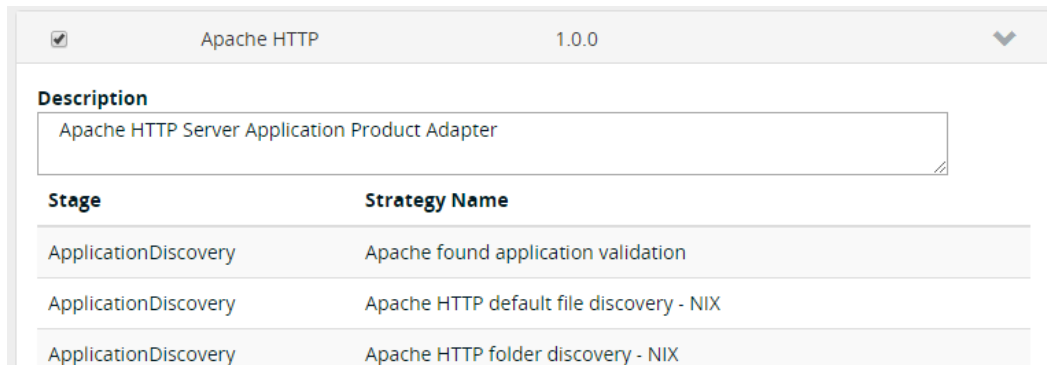 Apache HTTP 1.0.0
Description
Apache HTTP Server Application Product Adapter
Stage Strategy Name
ApplicationDiscovery Apache found application validation
ApplicationDiscovery Apache HTTP default file discovery - NIX
ApplicationDiscovery Apache HTTP folder discovery - NIX